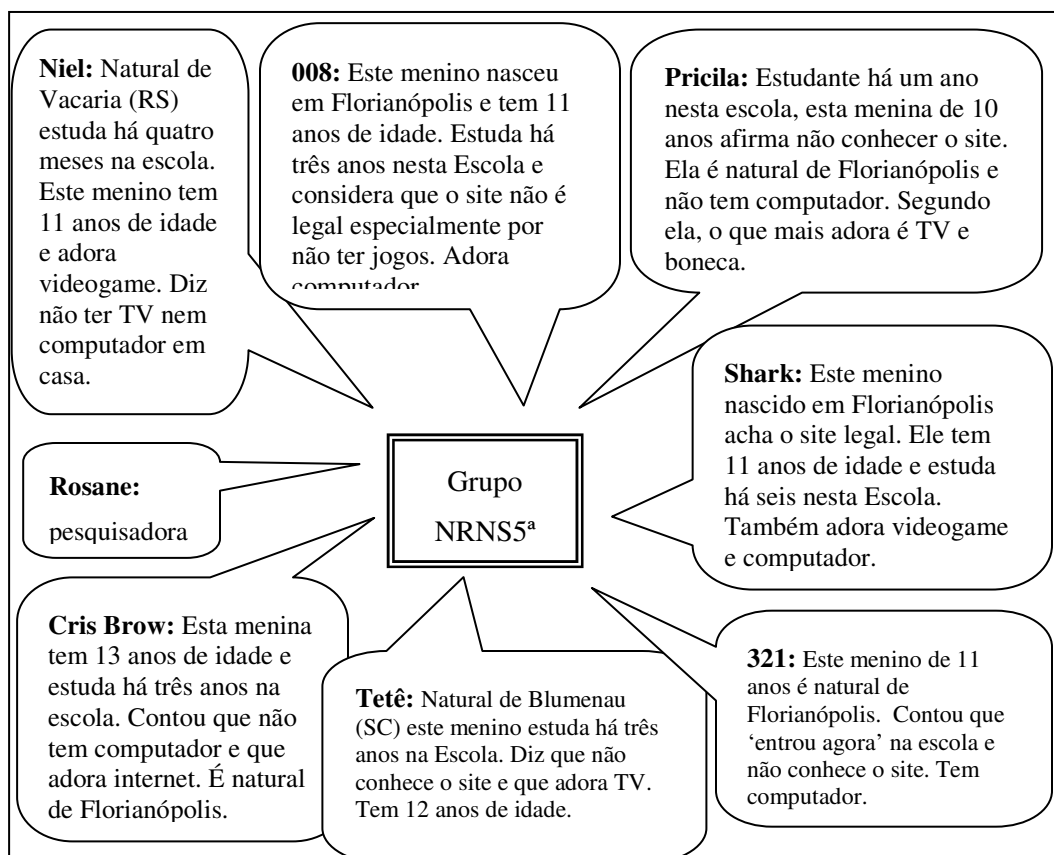 Niel: Natural de
Vacaria (RS)
estuda há quatro
meses na escola.
Este menino tem
11 anos de idade
e adora
videogame. Diz
não ter TV nem
computador em
casa.
008: Este menino nasceu
em Florianópolis e tem 11
anos de idade. Estuda há
três anos nesta Escola e
considera que o site não é
legal especialmente por
não ter jogos. Adora
computador
Pricila: Estudante há um ano
nesta escola, esta menina de 10
anos afirma não conhecer o site.
Ela é natural de Florianópolis e
não tem computador. Segundo
ela, o que mais adora é TV e
boneca.
Shark: Este menino
nascido em Florianópolis
acha o site legal. Ele tem
11 anos de idade e estuda
há seis nesta Escola.
Também adora videogame
e computador.
Rosane:
pesquisadora
Grupo
NRNS5ª
Cris Brow: Esta menina
tem 13 anos de idade e
estuda há três anos na
escola. Contou que não
tem computador e que
adora internet. É natural
de Florianópolis.
Tetê: Natural de Blumenau
(SC) este menino estuda há três
anos na Escola. Diz que não
conhece o site e que adora TV.
Tem 12 anos de idade.
321: Este menino de 11
anos é natural de
Florianópolis.  Contou que
‘entrou agora’ na escola e
não conhece o site. Tem
computador.